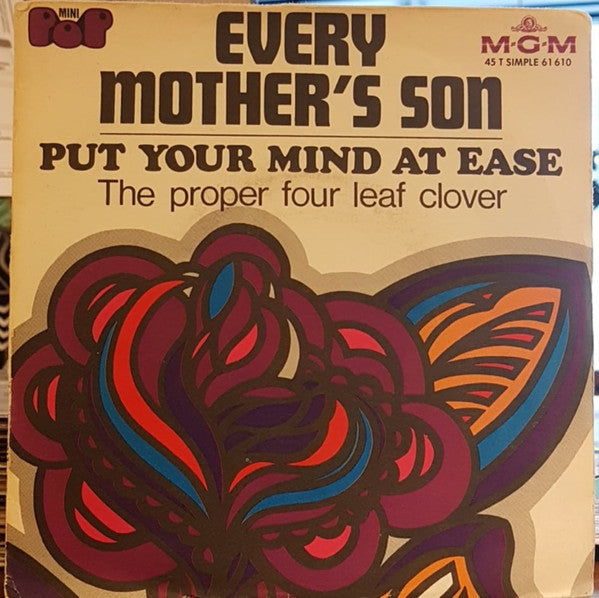 MINI
POP
EVERY
MOTHER'S SON
M-G-M
45 T SIMPLE 61 610
PUT YOUR MIND AT EASE
The proper four leaf clover